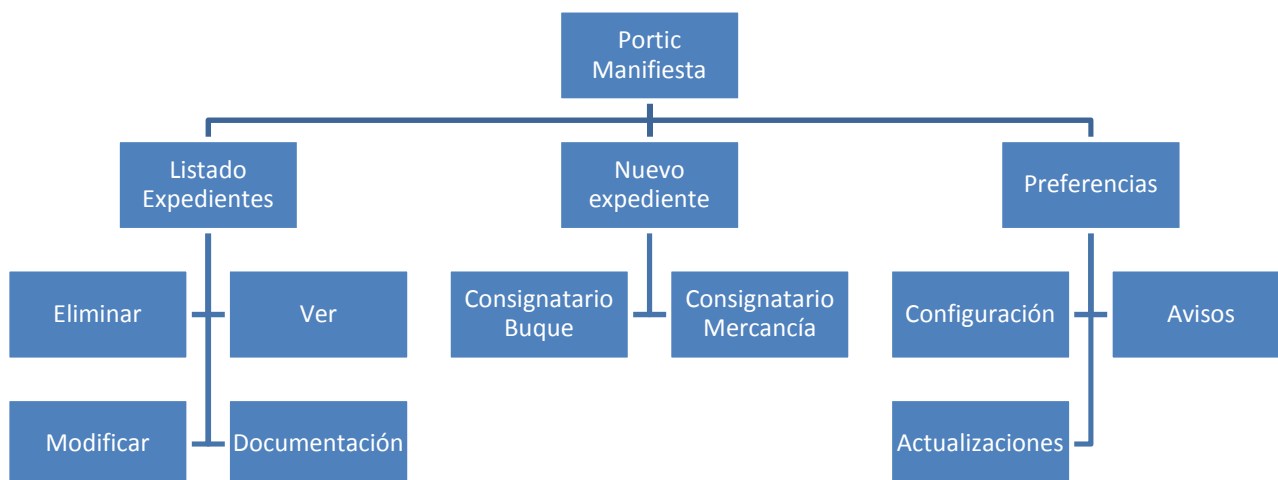 Portic
Manifiesta
Listado
Expedientes
Nuevo
expediente
Preferencias
Eliminar
Ver
Consignatario
Buque
Consignatario
Mercancía
Configuración
Avisos
Modificar
Documentación
Actualizaciones